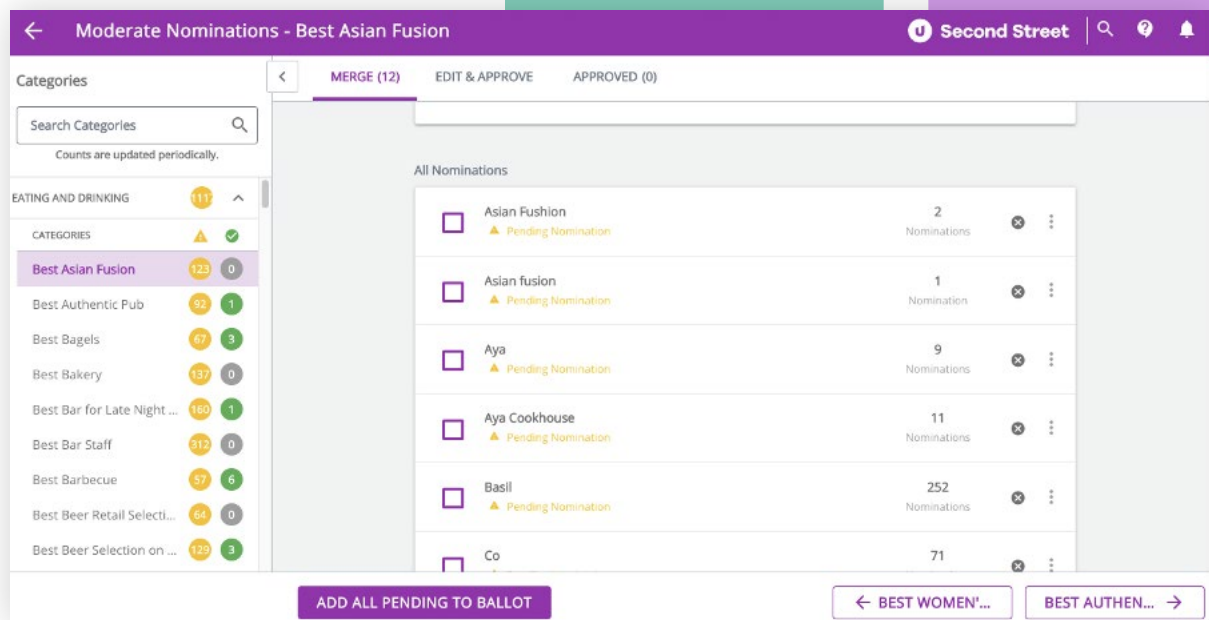 Moderate Nominations - Best Asian Fusion
Second Street
Categories
Search Categories
Counts are updated periodically.
EATING AND DRINKING
CATEGORIES
Best Asian Fusion 123 0
Best Authentic Pub 92 1
Best Bagels 67 3
Best Bakery 137 0
Best Bar for Late Night ... 160 1
Best Bar Staff 312 0
Best Barbecue 57 6
Best Beer Retail Selecti... 64 0
Best Beer Selection on ... 129 3
MERGE (12) EDIT & APPROVE APPROVED (0)
All Nominations
Asian Fushion 2
Pending Nomination Nominations
Asian fusion 1
Pending Nomination Nomination
Aya 9
Pending Nomination Nominations
Aya Cookhouse 11
Pending Nomination Nominations
Basil 252
Pending Nomination Nominations
Co 71
ADD ALL PENDING TO BALLOT
BEST WOMEN'... BEST AUTHEN...